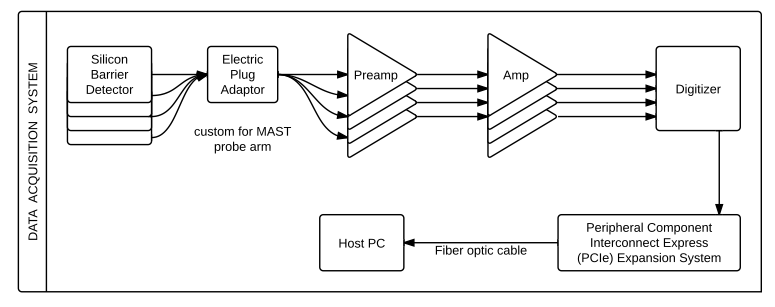 DATA ACQUISITION SYSTEM
Silicon
Barrier
Detector
Electric
Plug
Adaptor
custom for MAST
probe arm
Preamp
Amp
Digitizer
Peripheral Component
Interconnect Express
(PCIe) Expansion System
Fiber optic cable
Host PC